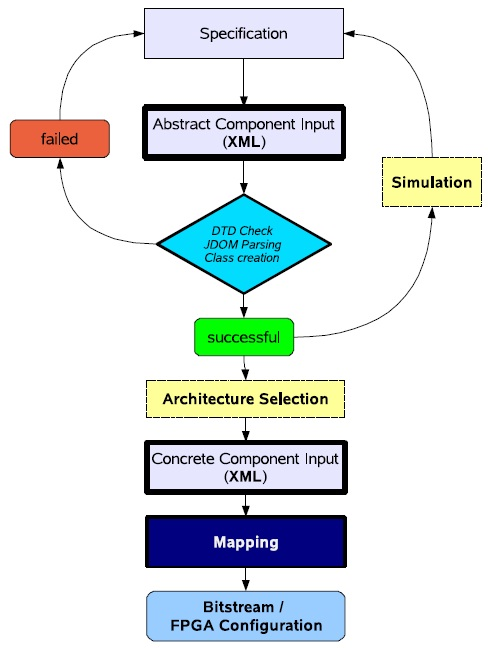 Specification
Abstract Component Input
(XML)
failed
Simulation
DTD Check
JDOM Parsing
Class creation
successful
Architecture Selection
Concrete Component Input
(XML)
Mapping
Bitstream /
FPGA Configuration